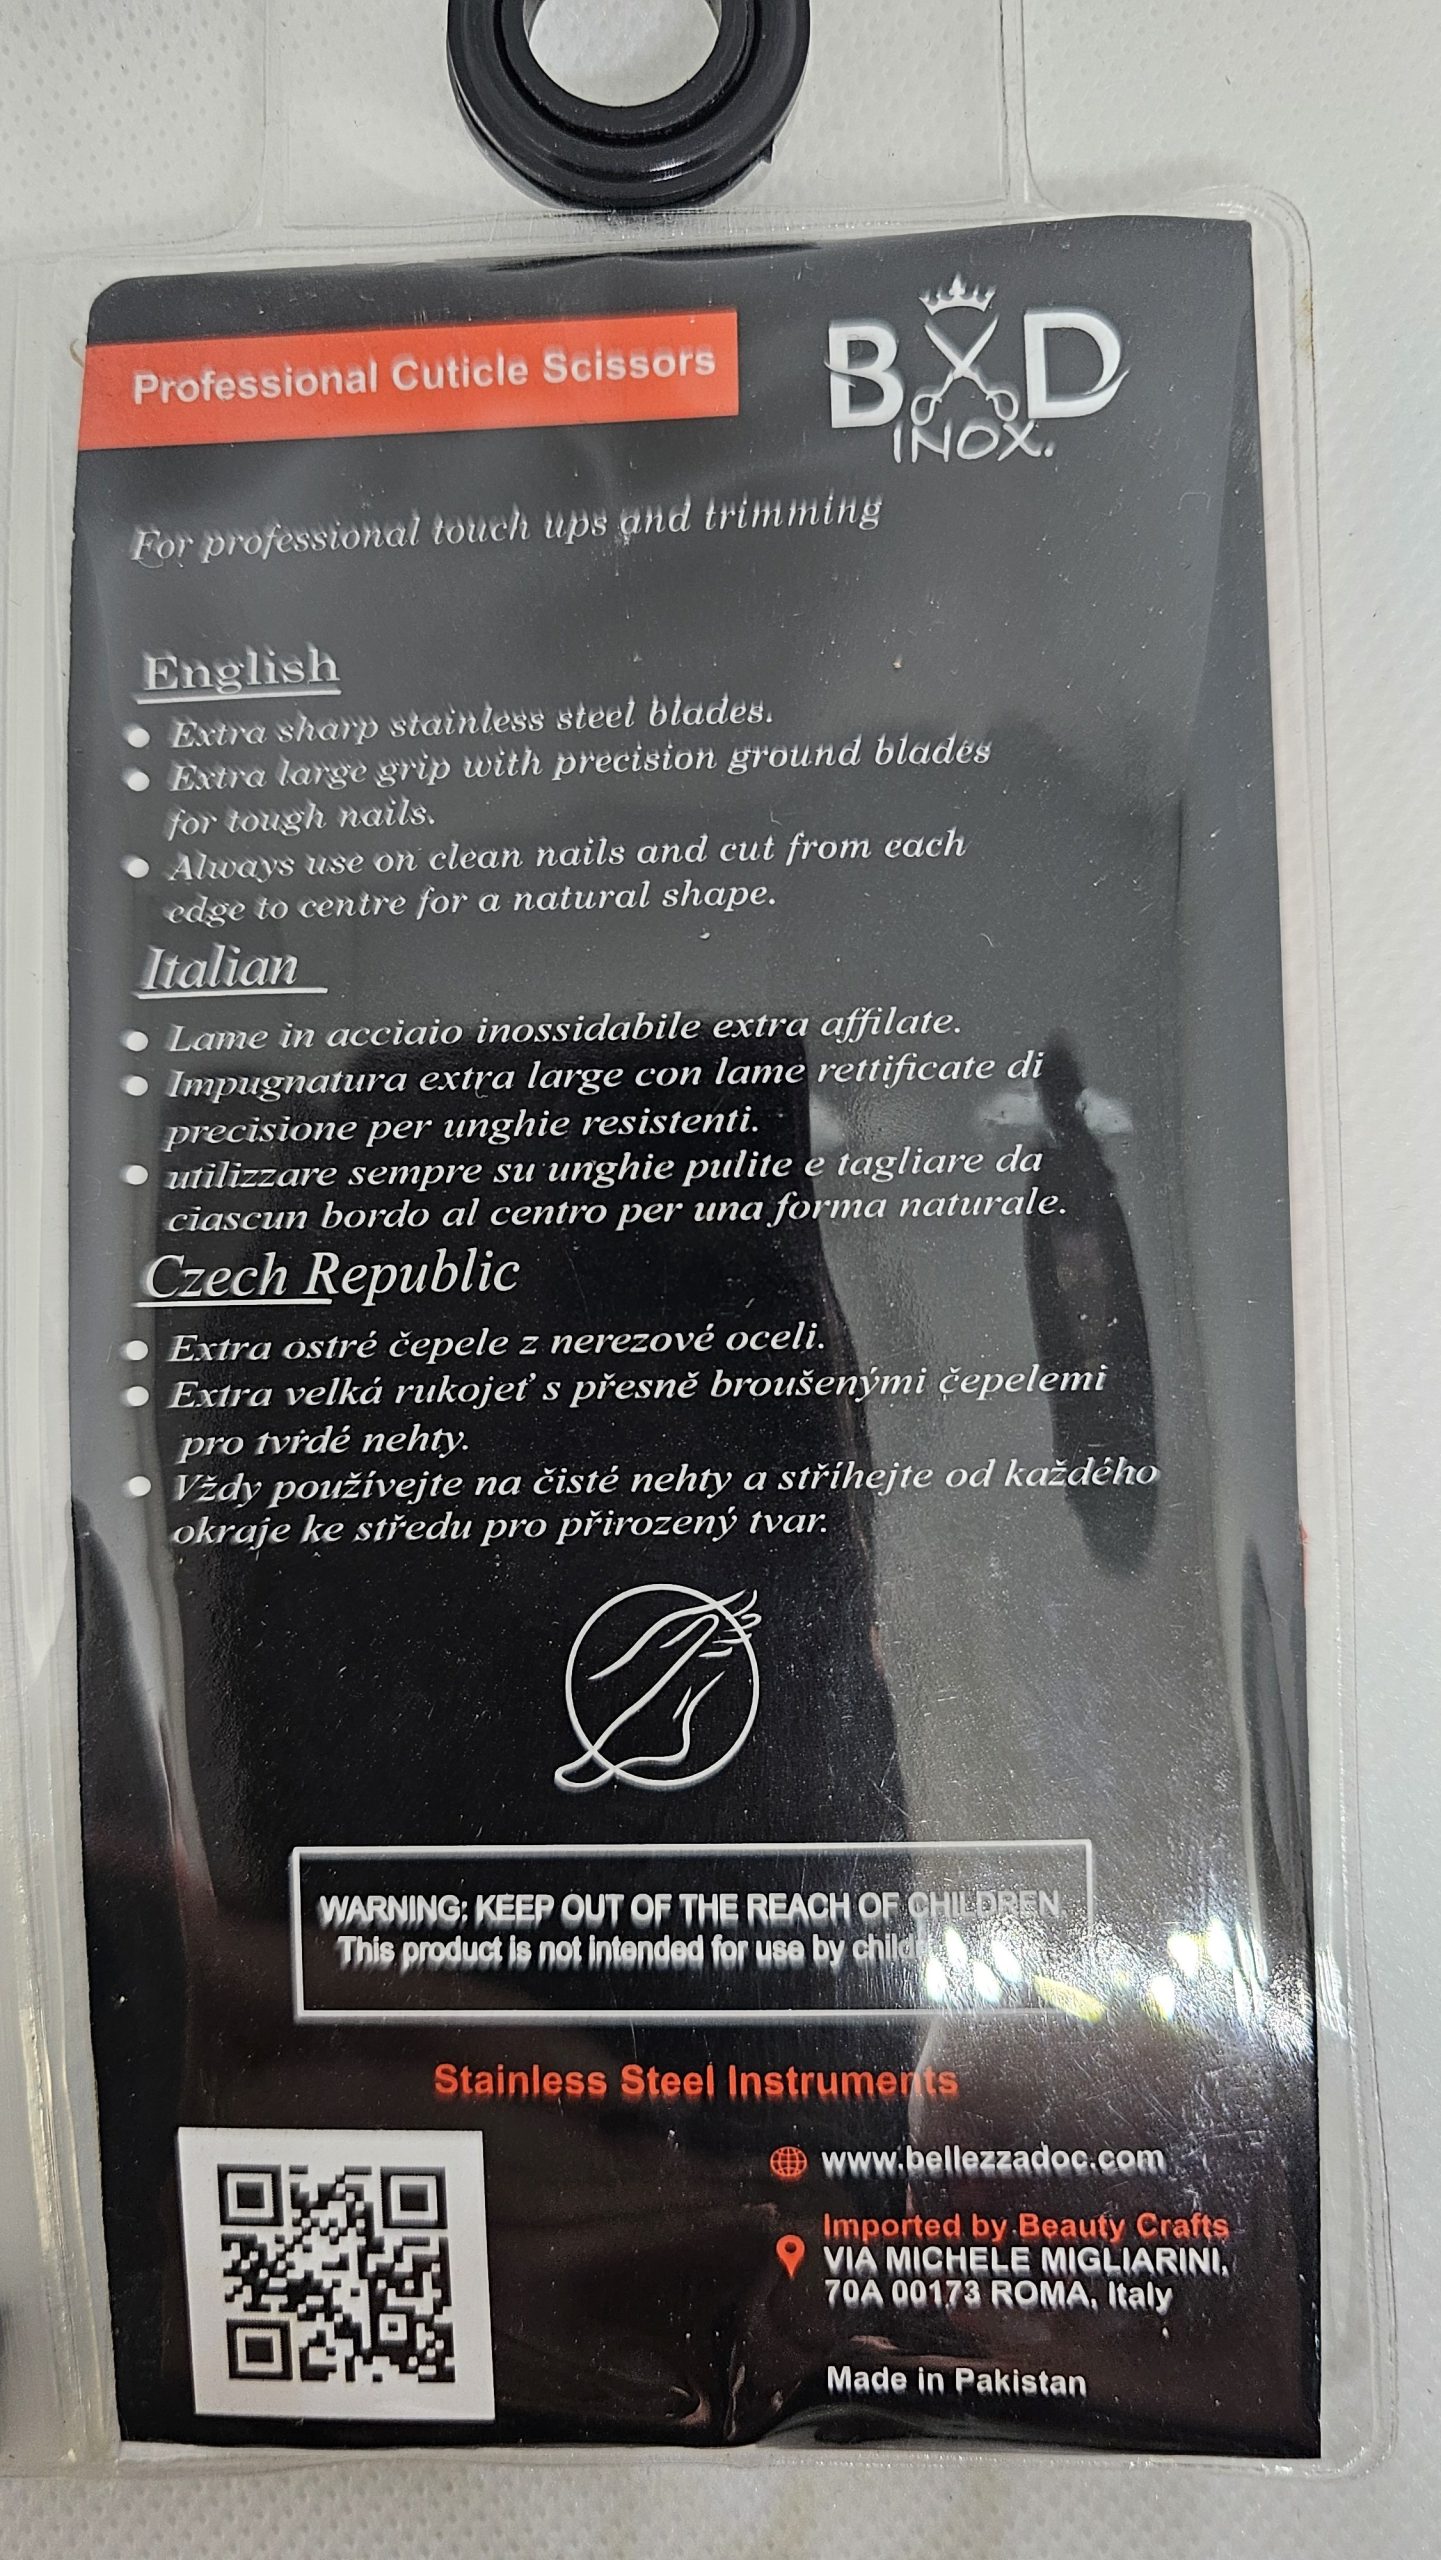 Professional Cuticle Scissors
B D
INOX.
For professional touch ups and trimming
English
Extra sharp stainless steel blades.
Extra large grip with precision ground blades
for tough nails.
Always use on clean nails and cut from each
edge to centre for a natural shape.
Italian
Lame in acciaio inossidabile extra affilate.
Impugnatura extra large con lame rettificate di
precisione per unghie resistenti.
utilizzare sempre su unghie pulite e tagliare da
ciascun bordo al centro per una forma naturale.
Czech Republic
Extra ostré čepele z nerezové oceli.
Extra velká rukojeť s přesně broušenými čepelemi
pro tvrdé nehty.
Vždy používejte na čisté nehty a stříhejte od každého
okraje ke středu pro přirozený tvar.
WARNING: KEEP OUT OF THE REACH OF CHILDREN
This product is not intended for use by
Stainless Steel Instruments
www.bellezzadoc.com
Imported by Beauty Crafts
VIA MICHELE MIGLIARINI,
70A 00173 ROMA, Italy
Made in Pakistan